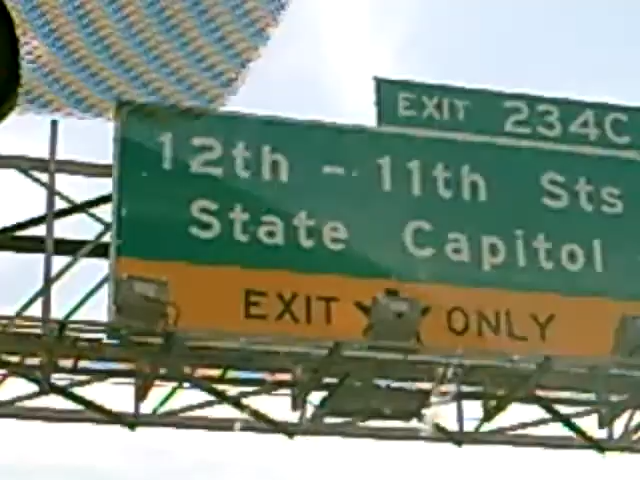 EXIT 234C
12th - 11th Sts
State Capitol
EXIT ONLY